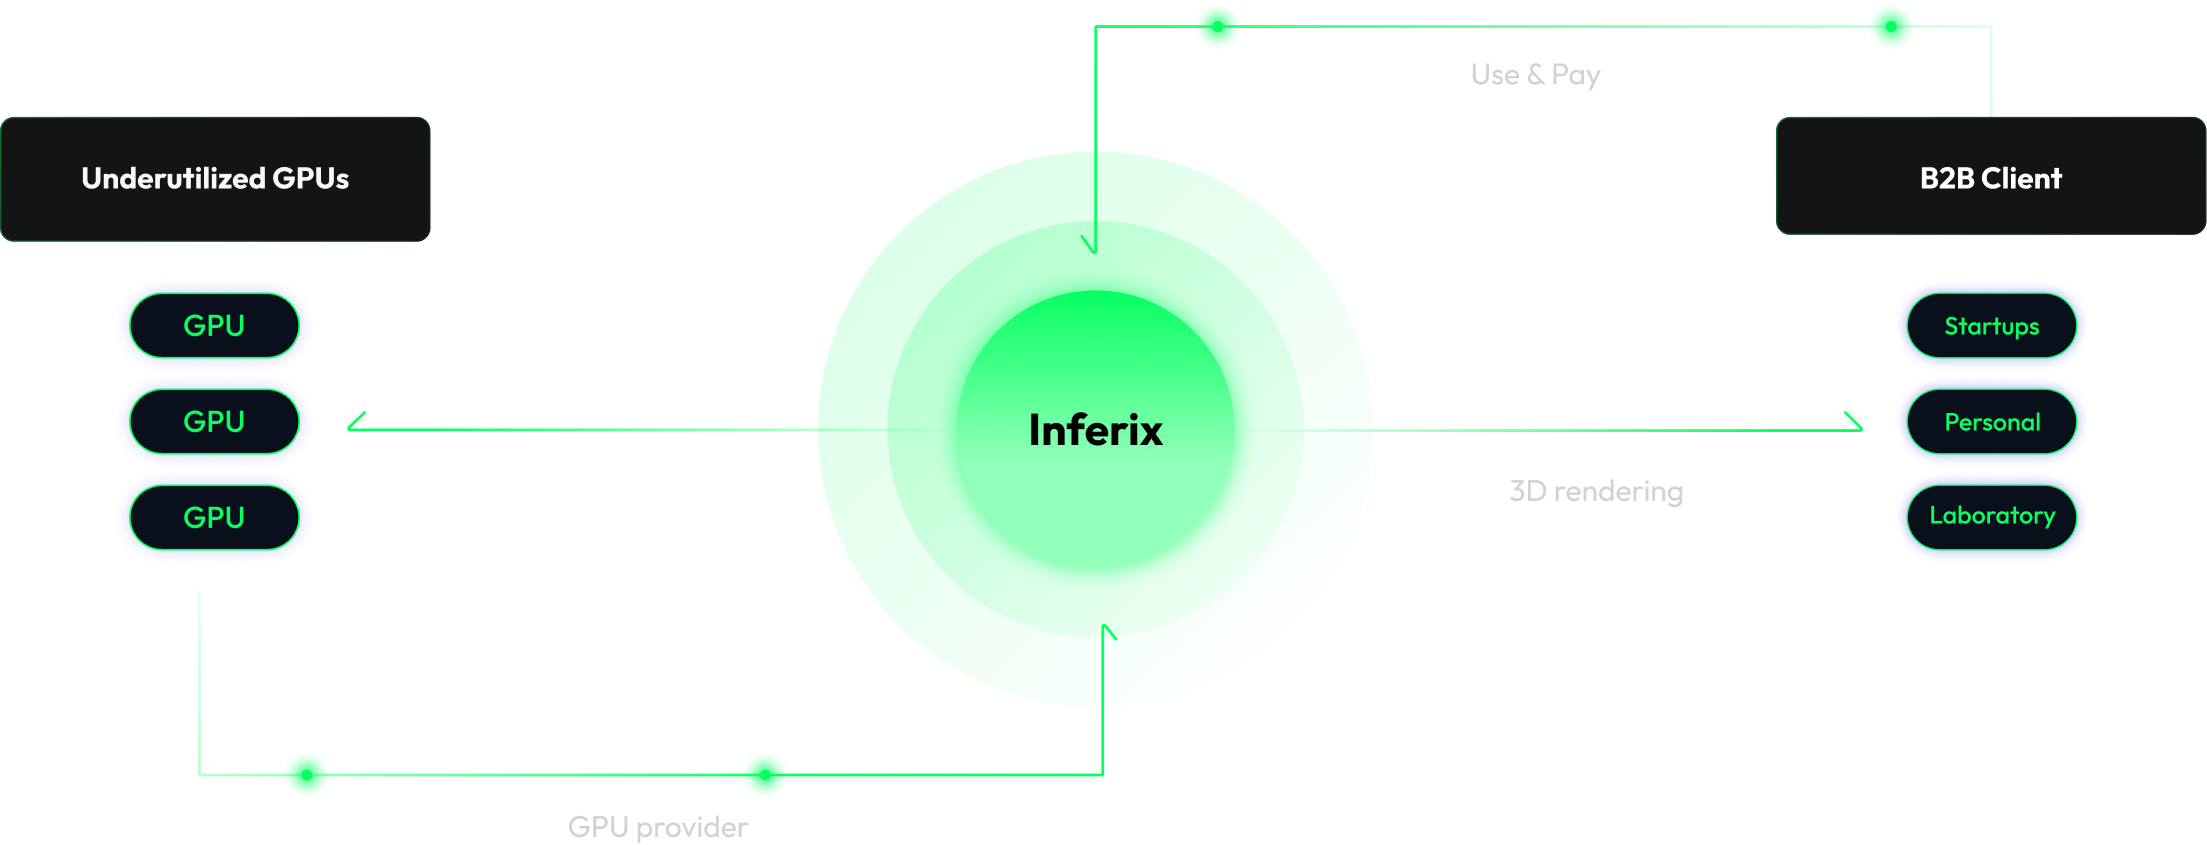 Use & Pay
Underutilized GPUs
B2B Client
GPU
GPU
GPU
Inferix
Startups
Personal
Laboratory
3D rendering
GPU provider